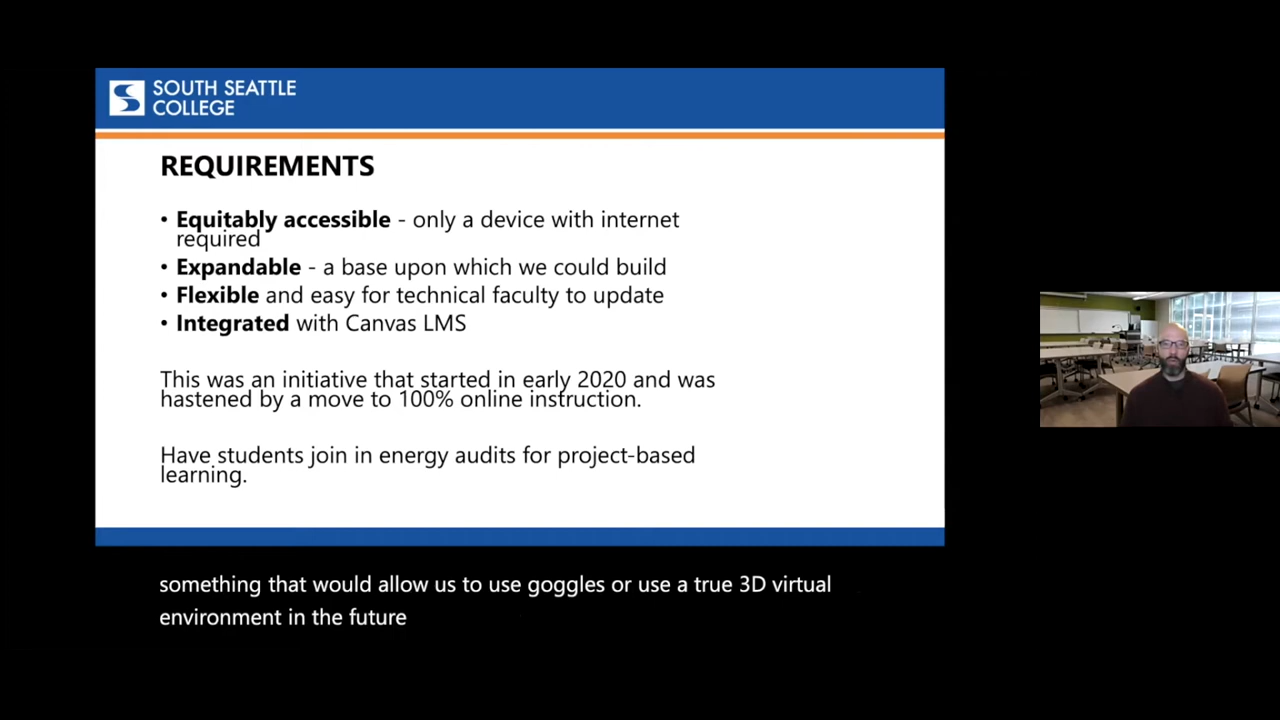 SOUTH SEATTLE
COLLEGE
REQUIREMENTS
• Equitably accessible - only a device with internet
required
• Expandable - a base upon which we could build
• Flexible and easy for technical faculty to update
• Integrated with Canvas LMS
This was an initiative that started in early 2020 and was
hastened by a move to 100% online instruction.
Have students join in energy audits for project-based
learning.
something that would allow us to use goggles or use a true 3D virtual
environment in the future